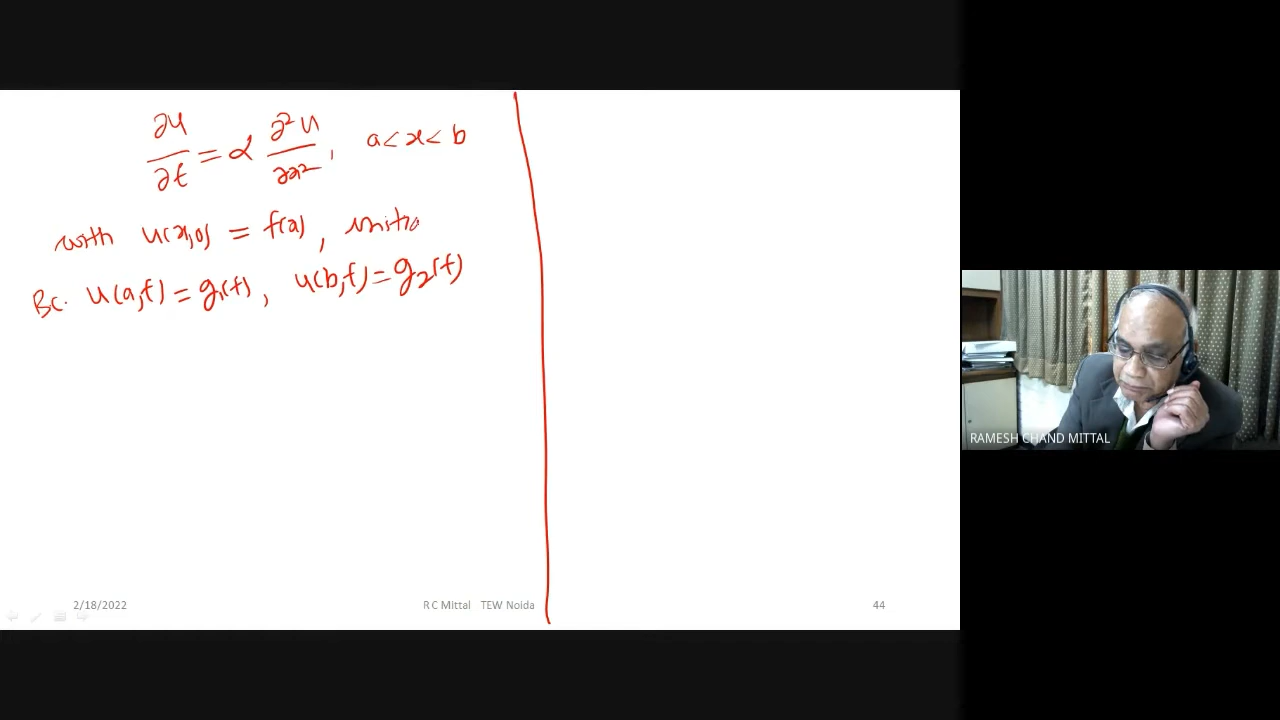 ∂u/∂t = α ∂²u/∂x², a < x < b
with u(x,0) = f(x), initia
BC. u(a,t) = g₁(t), u(b,t) = g₂(t)
RAMESH CHAND MITTAL
2/18/2022 R C Mittal TEW Noida 44